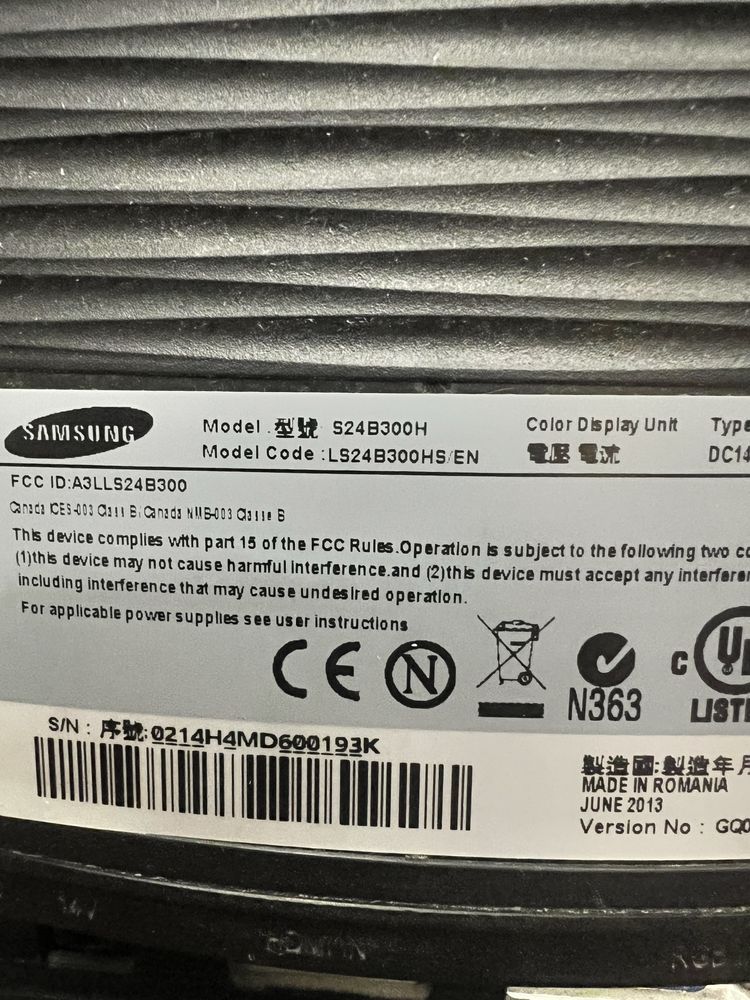 SAMSUNG
Model 型號 S24B300H
Model Code :LS24B300HS/EN
Color Display Unit Type
電壓 電流 DC14
FCC ID:A3LLS24B300
Canada ICES-003 Class B/Canada NMB-003 Classe B
This device complies with part 15 of the FCC Rules.Operation is subject to the following two co
(1)this device may not cause harmful interference.and (2)this device must accept any interferen
including interference that may cause undesired operation.
For applicable power supplies see user instructions
CE N N363 C UL LISTE
S/N : 序號:0214H4MD600193K
製造國:製造年月
MADE IN ROMANIA
JUNE 2013
Version No : GQ0
14V
RGB